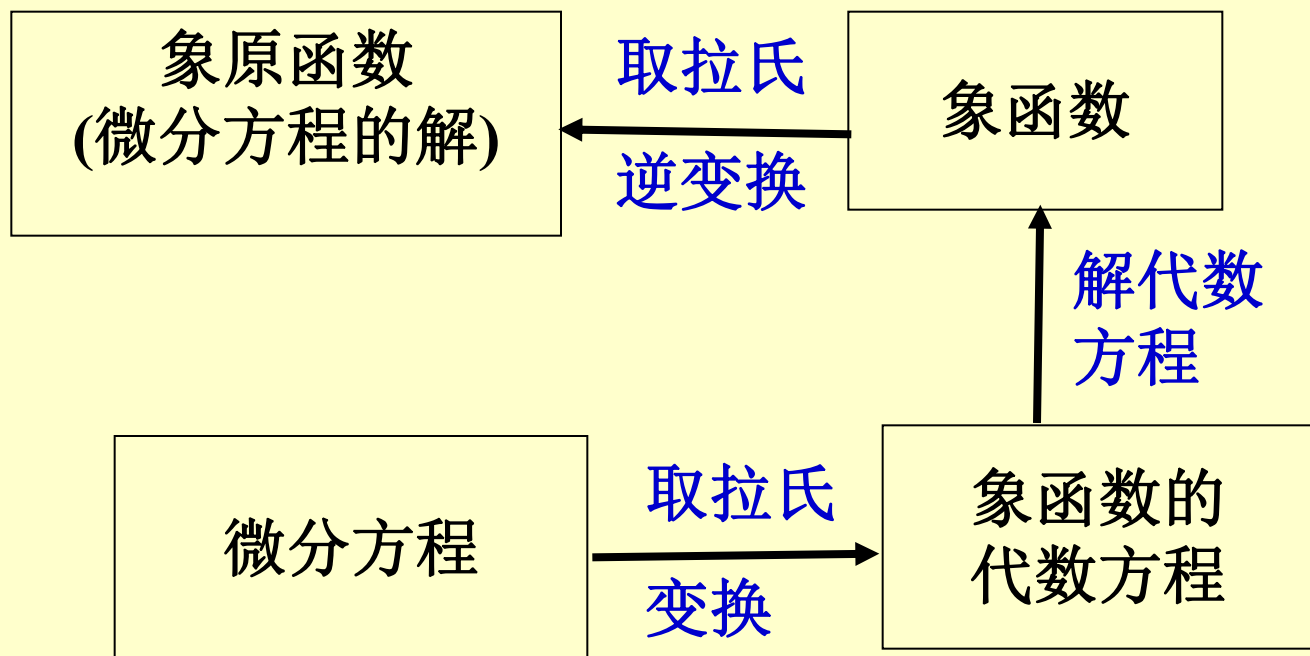 象原函数
(微分方程的解)
取拉氏
逆变换
象函数
解代数
方程
微分方程
取拉氏
变换
象函数的
代数方程